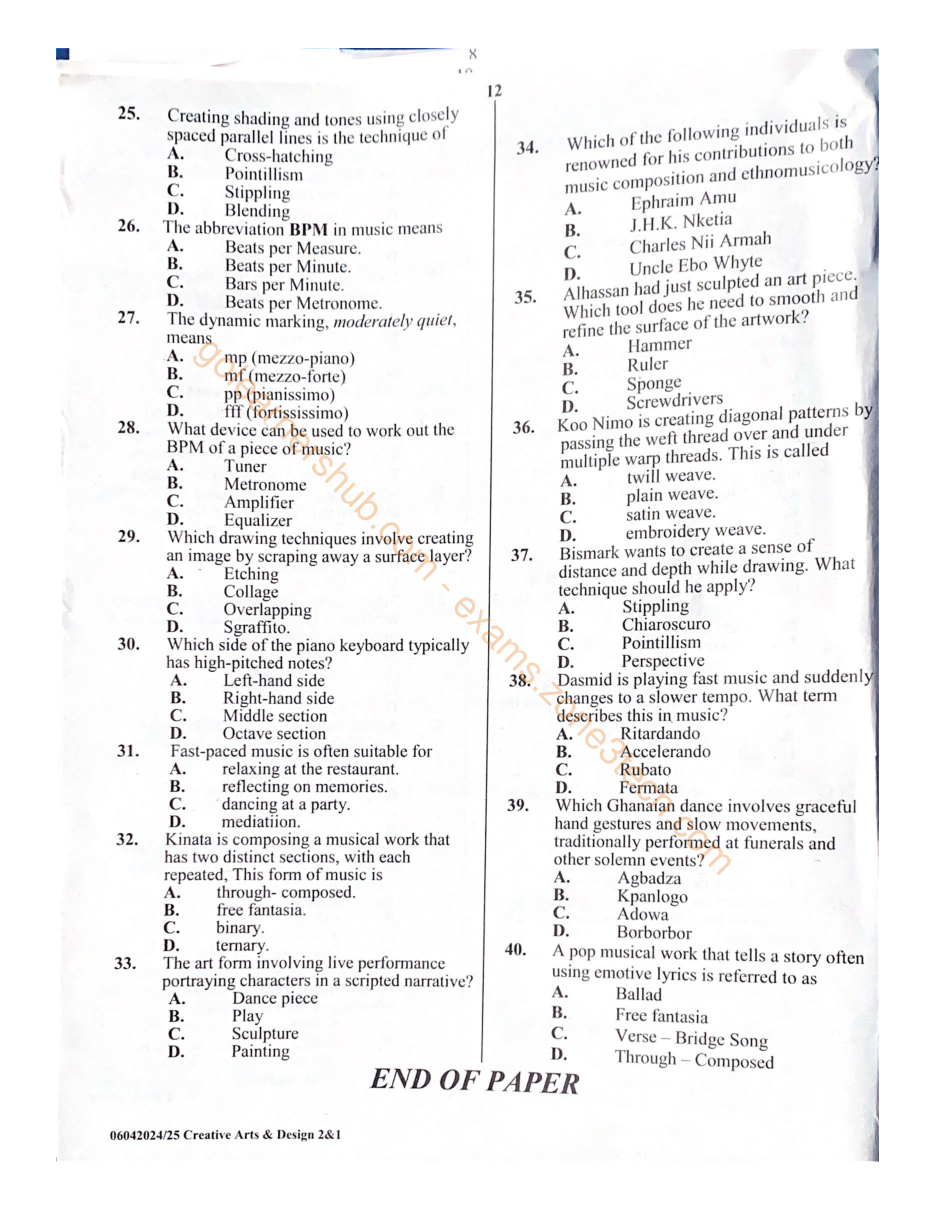 12
25. Creating shading and tones using closely
spaced parallel lines is the technique of
A. Cross-hatching
B. Pointillism
C. Stippling
D. Blending
26. The abbreviation BPM in music means
A. Beats per Measure.
B. Beats per Minute.
C. Bars per Minute.
D. Beats per Metronome.
27. The dynamic marking, moderately quiet,
means
A. mp (mezzo-piano)
B. mf (mezzo-forte)
C. pp (pianissimo)
D. fff (fortississimo)
28. What device can be used to work out the
BPM of a piece of music?
A. Tuner
B. Metronome
C. Amplifier
D. Equalizer
29. Which drawing techniques involve creating
an image by scraping away a surface layer?
A. Etching
B. Collage
C. Overlapping
D. Sgraffito.
30. Which side of the piano keyboard typically
has high-pitched notes?
A. Left-hand side
B. Right-hand side
C. Middle section
D. Octave section
31. Fast-paced music is often suitable for
A. relaxing at the restaurant.
B. reflecting on memories.
C. dancing at a party.
D. mediatiion.
32. Kinata is composing a musical work that
has two distinct sections, with each
repeated, This form of music is
A. through- composed.
B. free fantasia.
C. binary.
D. ternary.
33. The art form involving live performance
portraying characters in a scripted narrative?
A. Dance piece
B. Play
C. Sculpture
D. Painting
34. Which of the following individuals is
renowned for his contributions to both
music composition and ethnomusicology?
A. Ephraim Amu
B. J.H.K. Nketia
C. Charles Nii Armah
D. Uncle Ebo Whyte
35. Alhassan had just sculpted an art piece.
Which tool does he need to smooth and
refine the surface of the artwork?
A. Hammer
B. Ruler
C. Sponge
D. Screwdrivers
36. Koo Nimo is creating diagonal patterns by
passing the weft thread over and under
multiple warp threads. This is called
A. twill weave.
B. plain weave.
C. satin weave.
D. embroidery weave.
37. Bismark wants to create a sense of
distance and depth while drawing. What
technique should he apply?
A. Stippling
B. Chiaroscuro
C. Pointillism
D. Perspective
38. Dasmid is playing fast music and suddenly
changes to a slower tempo. What term
describes this in music?
A. Ritardando
B. Accelerando
C. Rubato
D. Fermata
39. Which Ghanaian dance involves graceful
hand gestures and slow movements,
traditionally performed at funerals and
other solemn events?
A. Agbadza
B. Kpanlogo
C. Adowa
D. Borborbor
40. A pop musical work that tells a story often
using emotive lyrics is referred to as
A. Ballad
B. Free fantasia
C. Verse – Bridge Song
D. Through – Composed
END OF PAPER
06042024/25 Creative Arts & Design 2&1